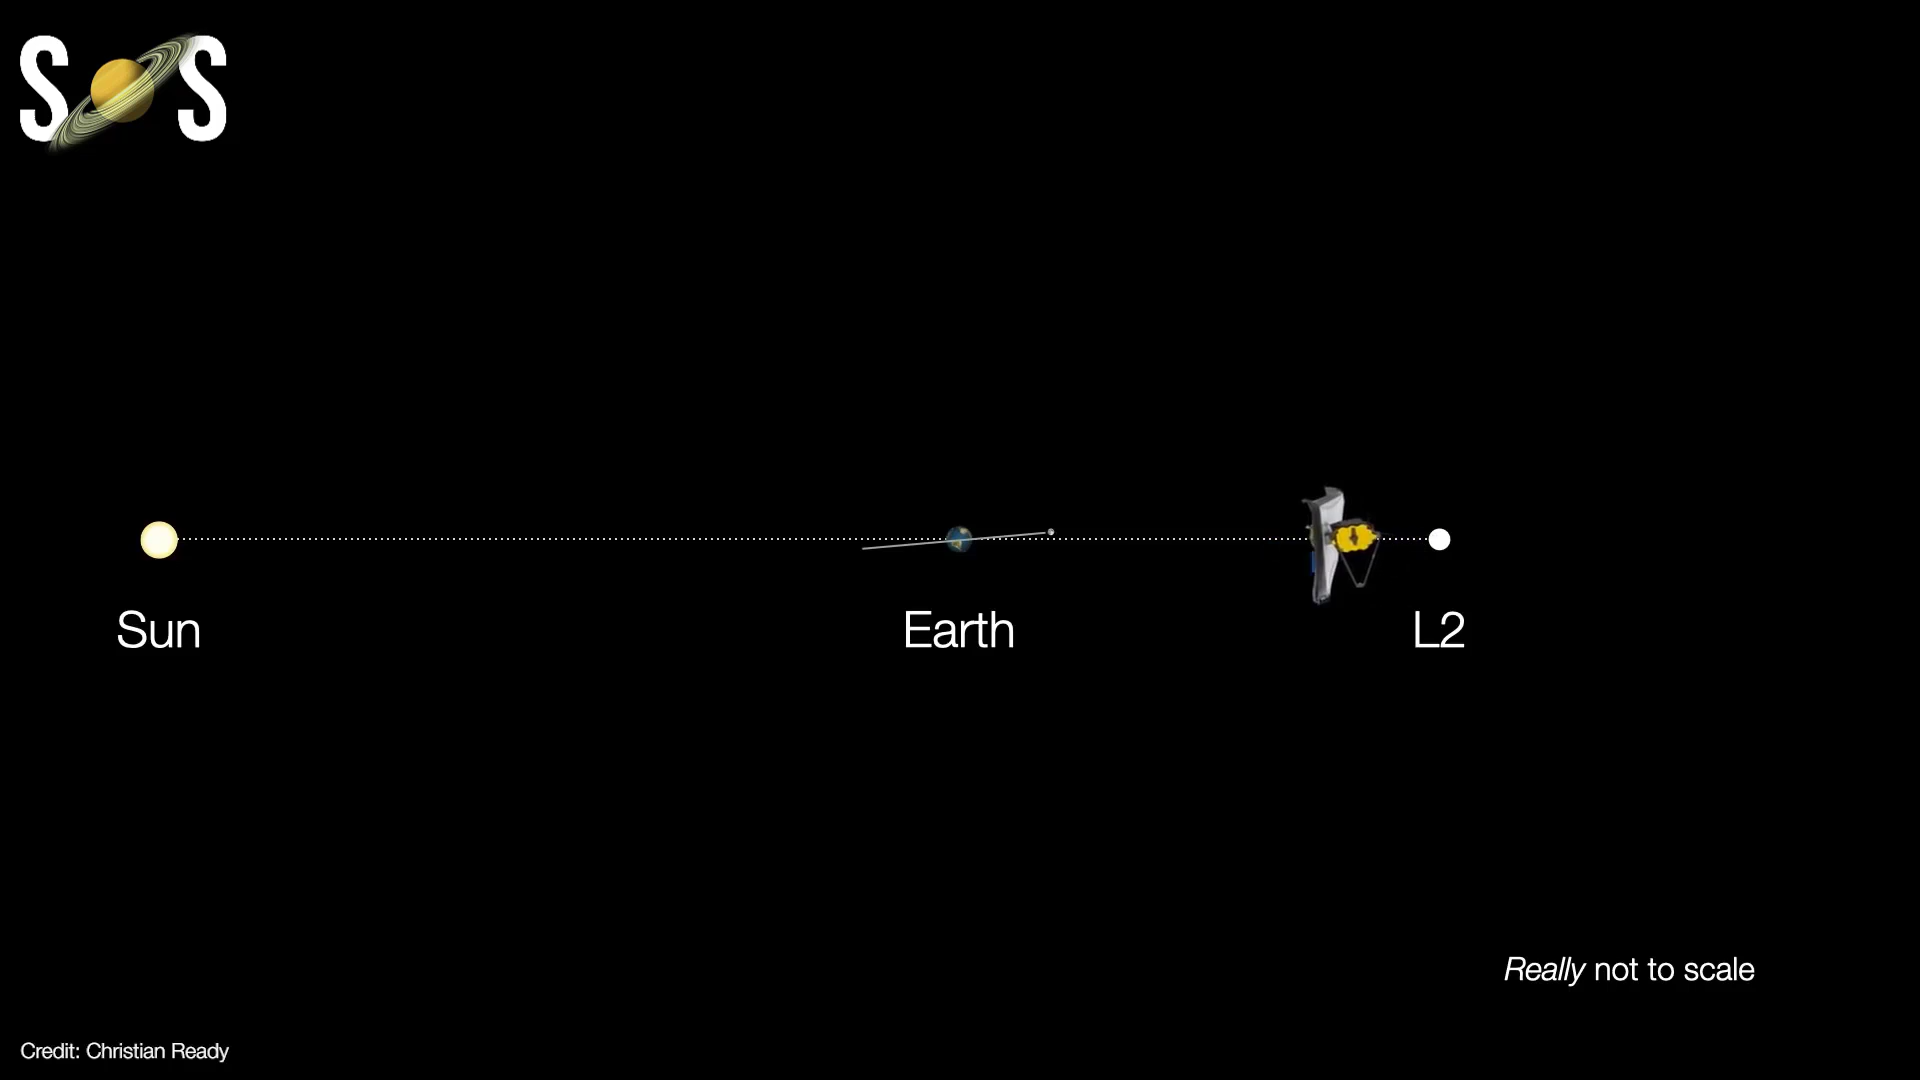 SOS
Sun
Earth
L2
Really not to scale
Credit: Christian Ready